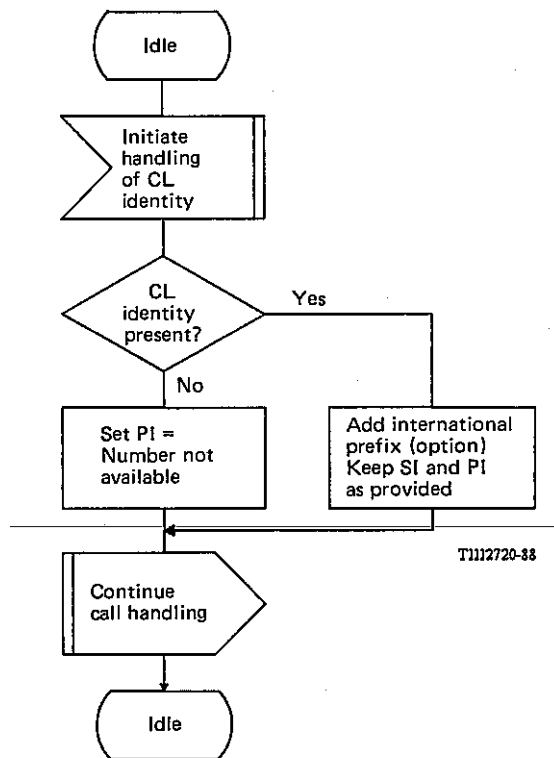 Idle
Initiate
handling
of CL
identity
CL
identity
present?
Yes
No
Set PI =
Number not
available
Add international
prefix (option)
Keep SI and PI
as provided
T1112720-88
Continue
call handling
Idle